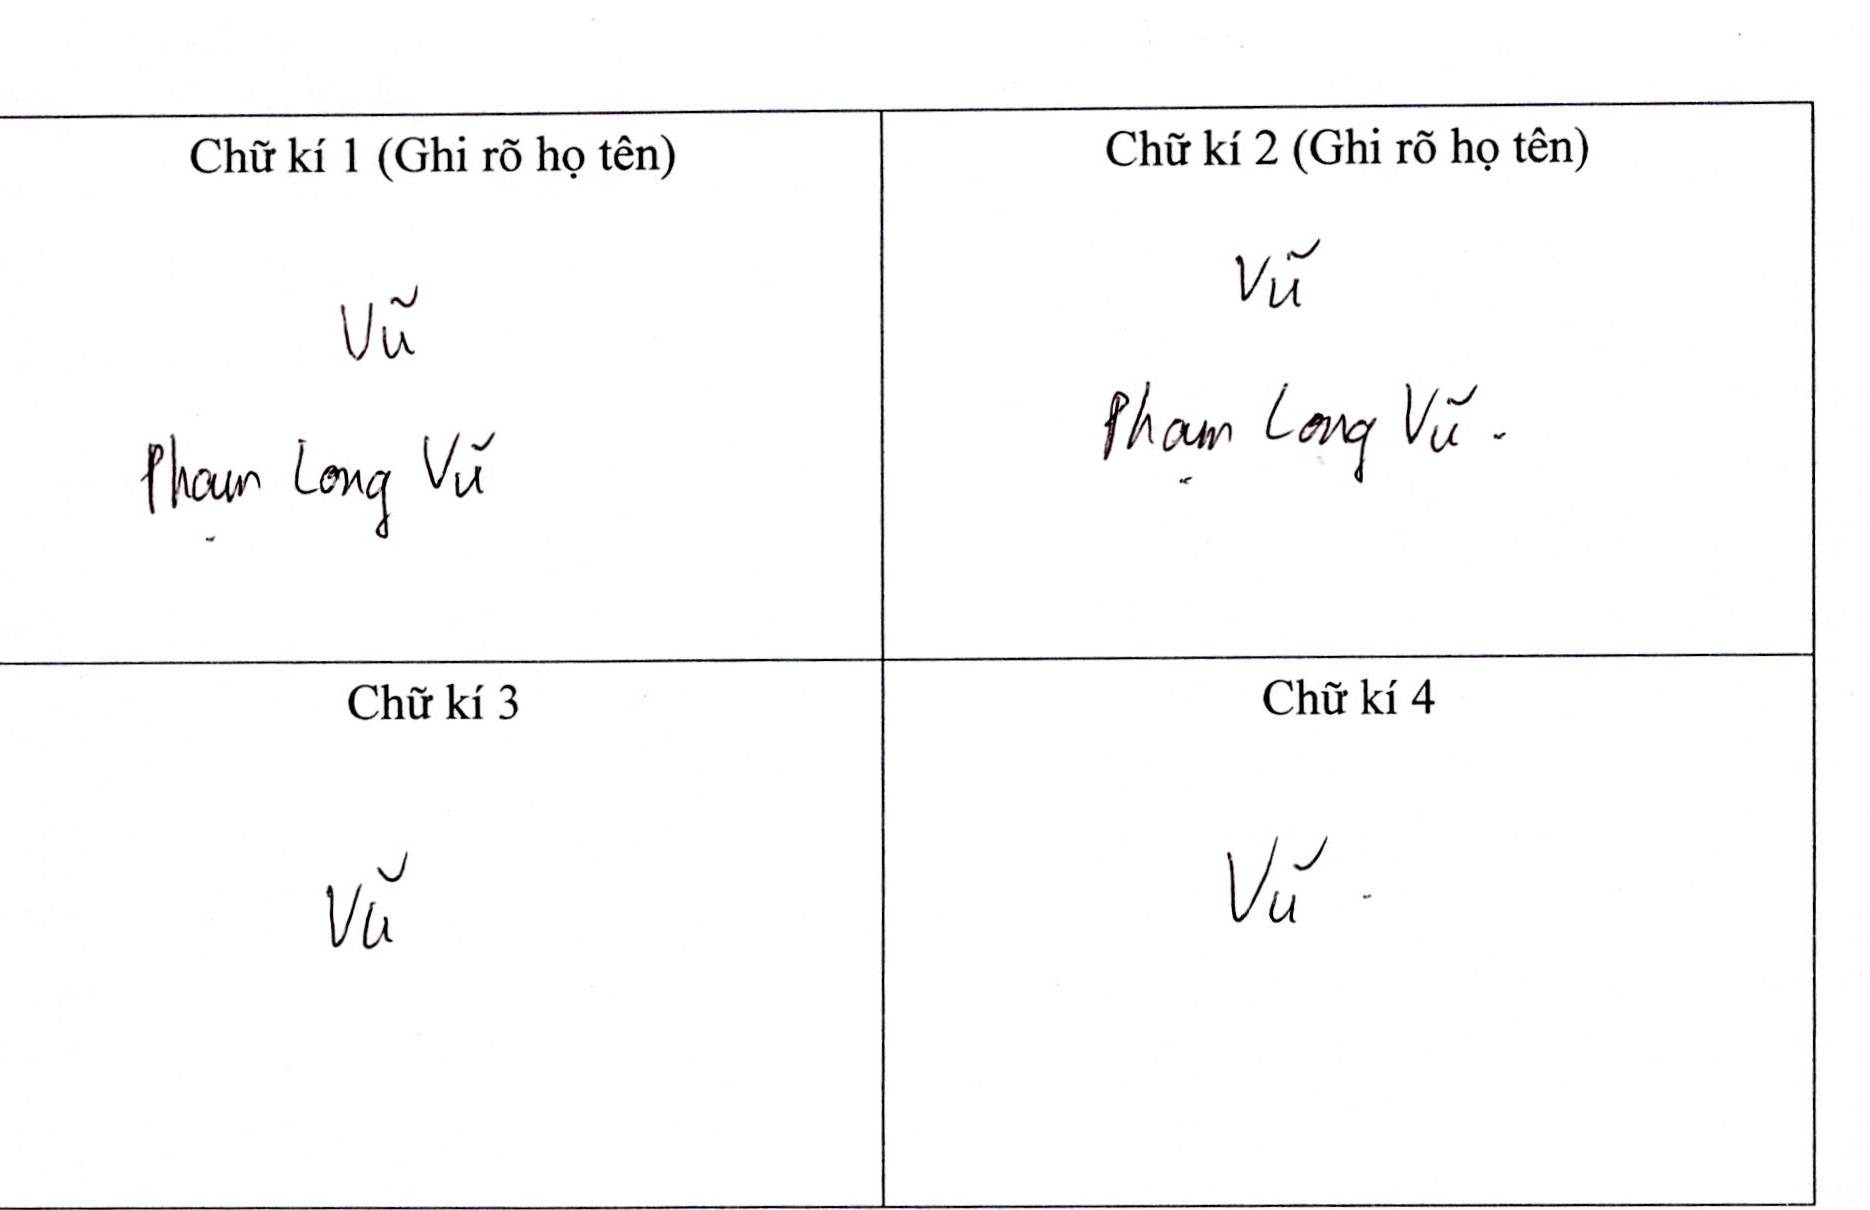 Chữ kí 1 (Ghi rõ họ tên)
Vũ
Phạm Long Vũ
Chữ kí 2 (Ghi rõ họ tên)
Vũ
Phạm Long Vũ.
Chữ kí 3
Vũ
Chữ kí 4
Vũ.